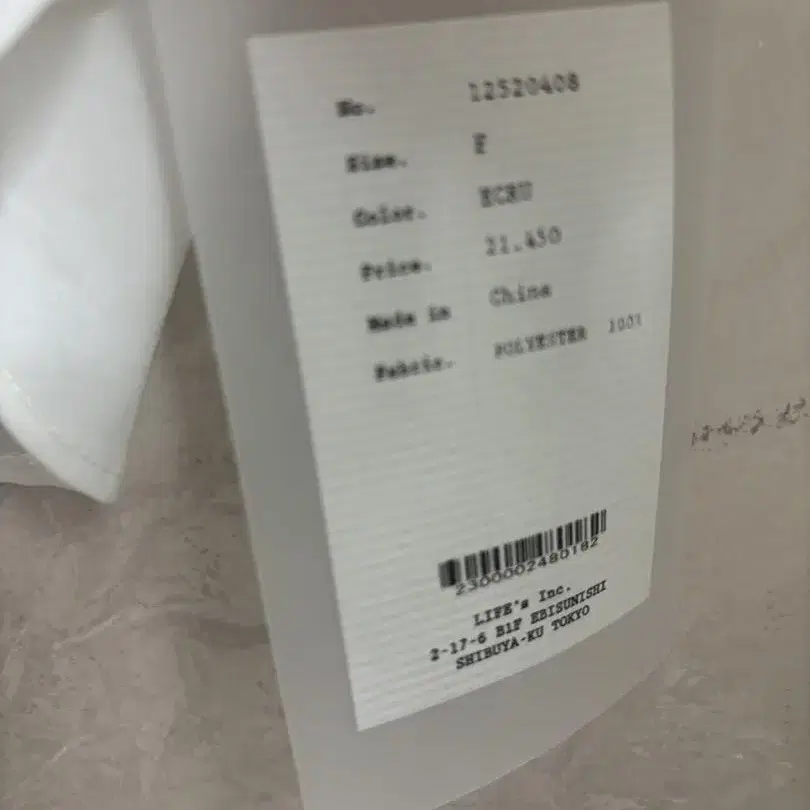 No. 12520408
Size. F
Color. ECRU
Price. 21.450
Made in China
Fabric. POLYESTER 100%
2300002480182
LIFE's Inc.
2-17-6 B1F EBISUNISHI
SHIBUYA-KU TOKYO